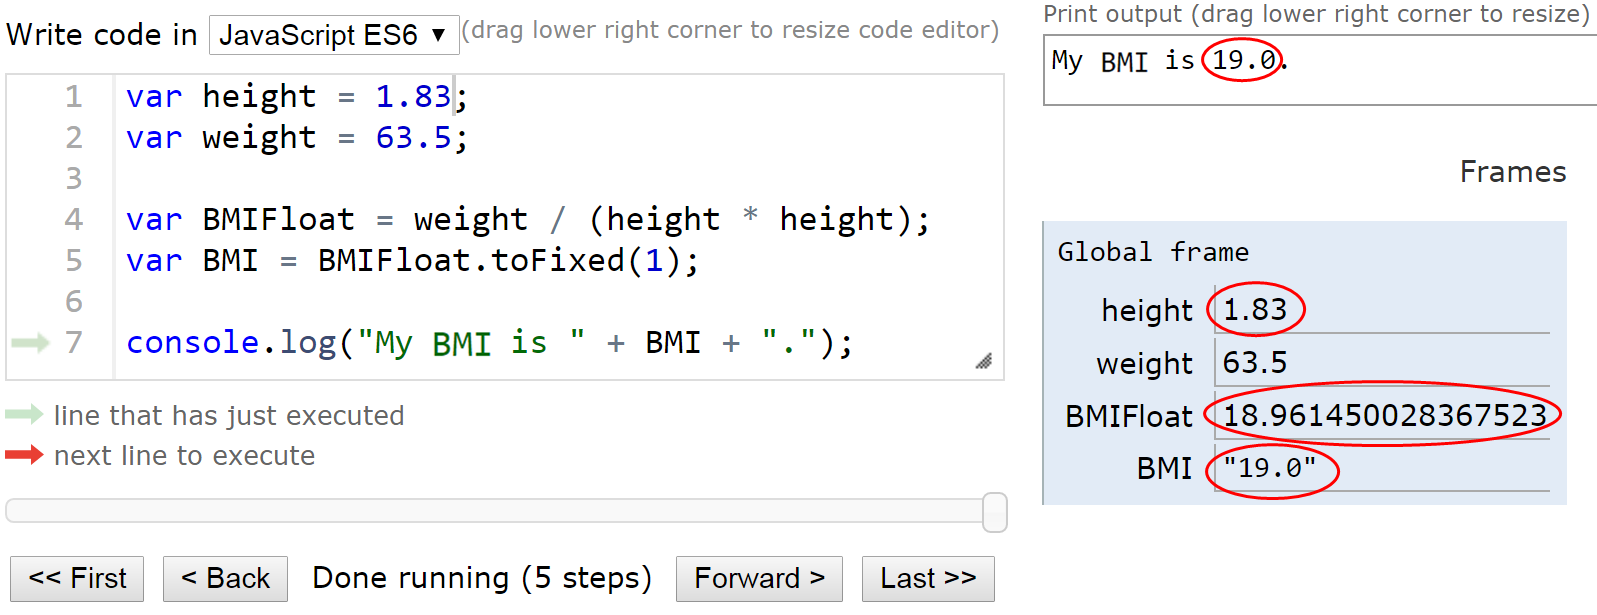 Write code in JavaScript ES6 ▼ (drag lower right corner to resize code editor)
1 var height = 1.83;
2 var weight = 63.5;
3
4 var BMIFloat = weight / (height * height);
5 var BMI = BMIFloat.toFixed(1);
6
7 console.log("My BMI is " + BMI + ".");
line that has just executed
next line to execute
<< First < Back Done running (5 steps) Forward > Last >>
Print output (drag lower right corner to resize)
My BMI is 19.0.
Frames
Global frame
height 1.83
weight 63.5
BMIFloat 18.961450028367523
BMI "19.0"